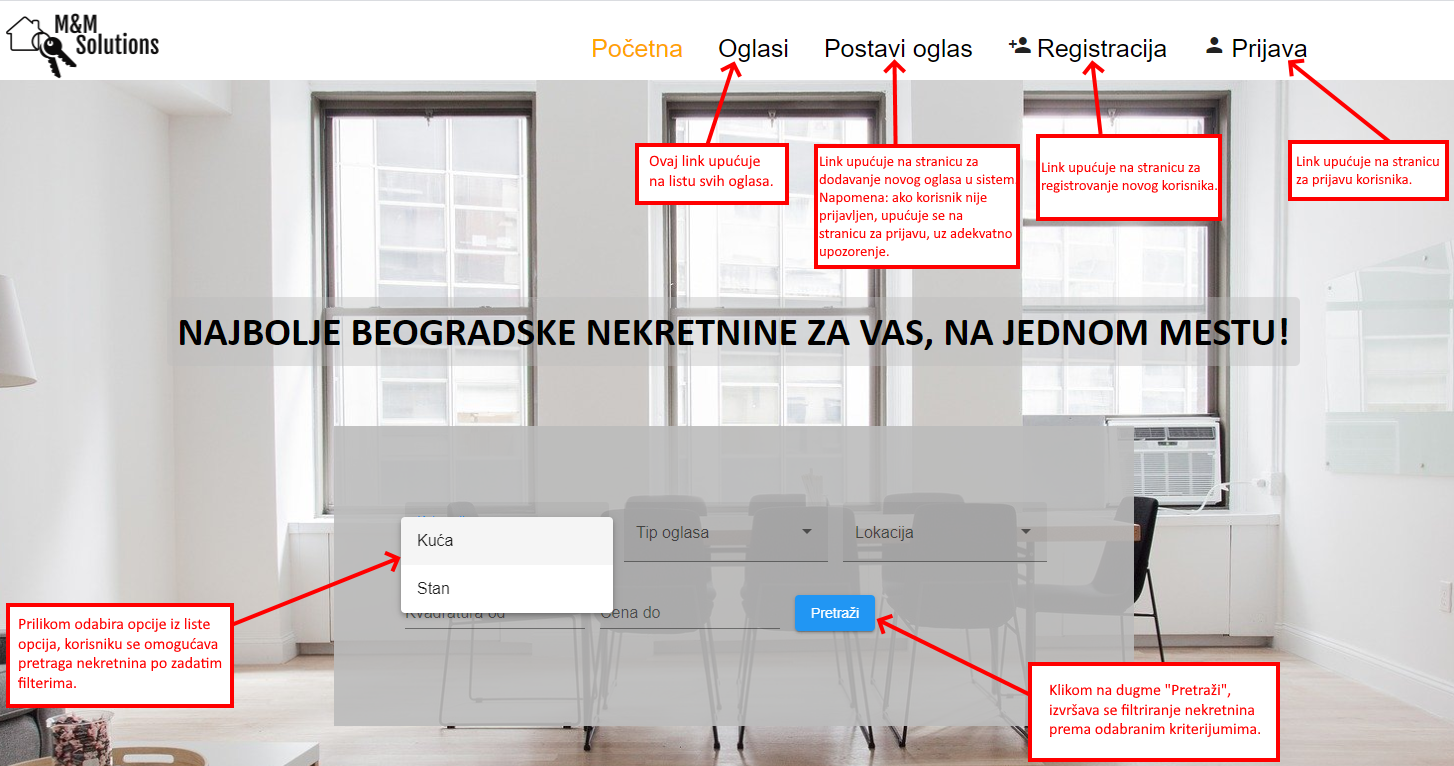 M&M
Solutions
Početna
Oglasi
Postavi oglas
Registracija
Prijava
Ovaj link upućuje
na listu svih oglasa.
Link upućuje na stranicu za
dodavanje novog oglasa u sistem.
Napomena: ako korisnik nije
prijavljen, upućuje se na
stranicu za prijavu, uz adekvatno
upozorenje.
Link upućuje na stranicu za
registrovanje novog korisnika.
Link upućuje na stranicu
za prijavu korisnika.
NAJBOLJE BEOGRADSKE NEKRETNINE ZA VAS, NA JEDNOM MESTU!
Kuća
Stan
Tip oglasa
Lokacija
Kvadratura od
Cena do
Pretraži
Prilikom odabira opcije iz liste
opcija, korisniku se omogućava
pretraga nekretnina po zadatim
filterima.
Klikom na dugme "Pretraži",
izvršava se filtriranje nekretnina
prema odabranim kriterijumima.